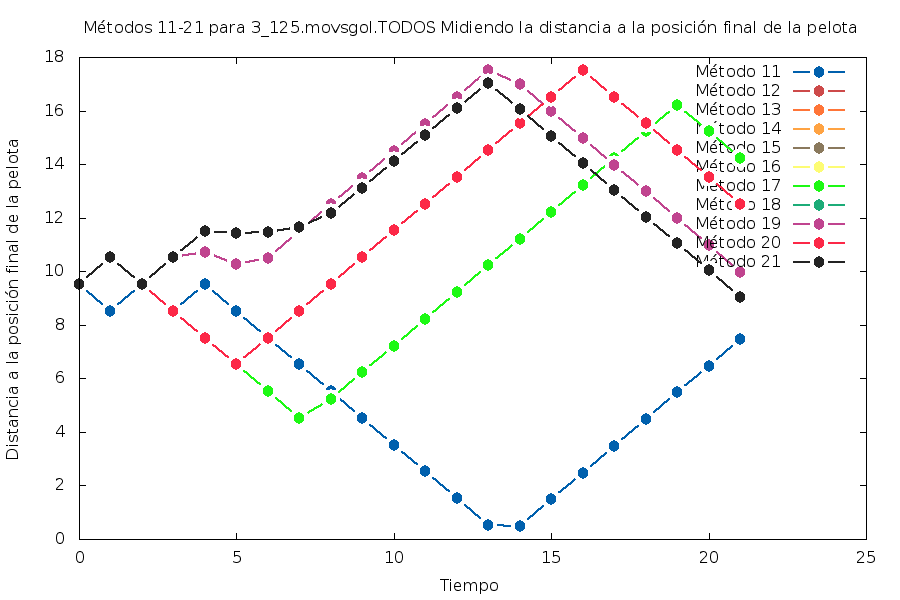 Métodos 11-21 para 3_125.movsgol.TODOS Midiendo la distancia a la posición final de la pelota
Distancia a la posición final de la pelota
18
16
14
12
10
8
6
4
2
0
0
5
10
15
20
25
Tiempo
Método 11
Método 12
Método 13
Método 14
Método 15
Método 16
Método 17
Método 18
Método 19
Método 20
Método 21